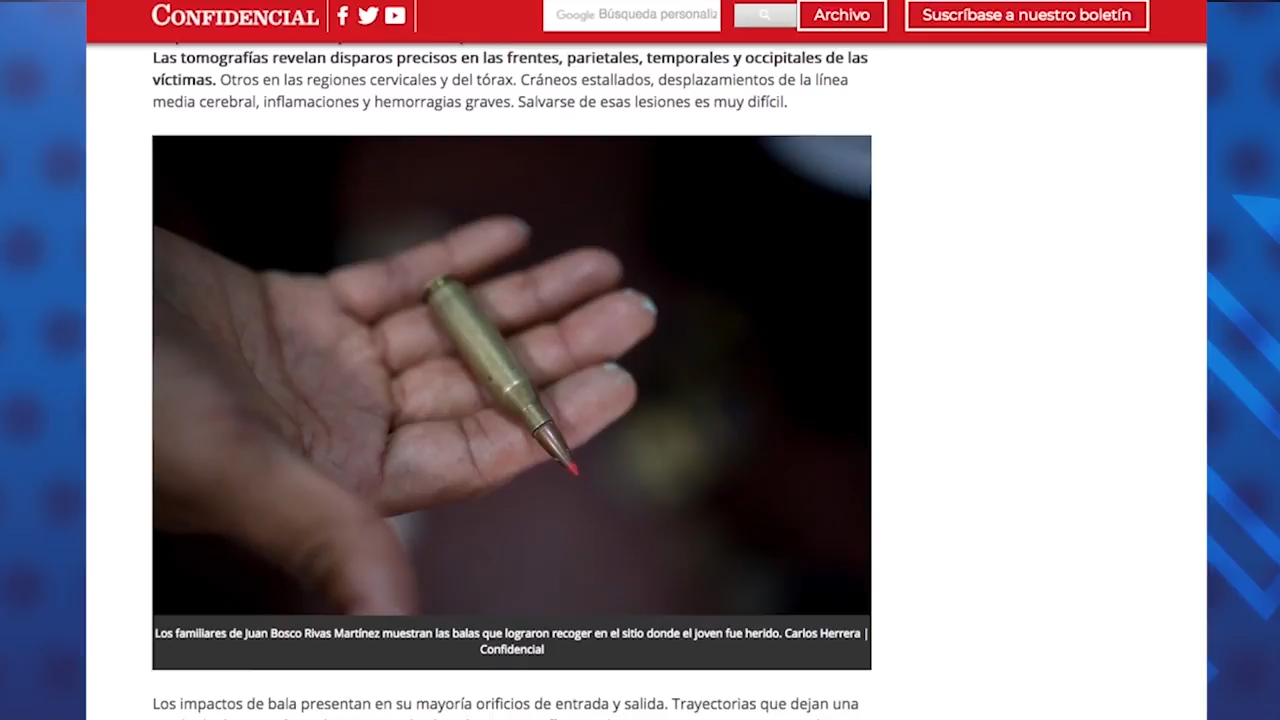 CONFIDENCIAL
Google Búsqueda personaliz
Archivo
Suscríbase a nuestro boletín
Las tomografías revelan disparos precisos en las frentes, parietales, temporales y occipitales de las
víctimas. Otros en las regiones cervicales y del tórax. Cráneos estallados, desplazamientos de la línea
media cerebral, inflamaciones y hemorragias graves. Salvarse de esas lesiones es muy difícil.
Los familiares de Juan Bosco Rivas Martínez muestran las balas que lograron recoger en el sitio donde el joven fue herido. Carlos Herrera |
Confidencial
Los impactos de bala presentan en su mayoría orificios de entrada y salida. Trayectorias que dejan una